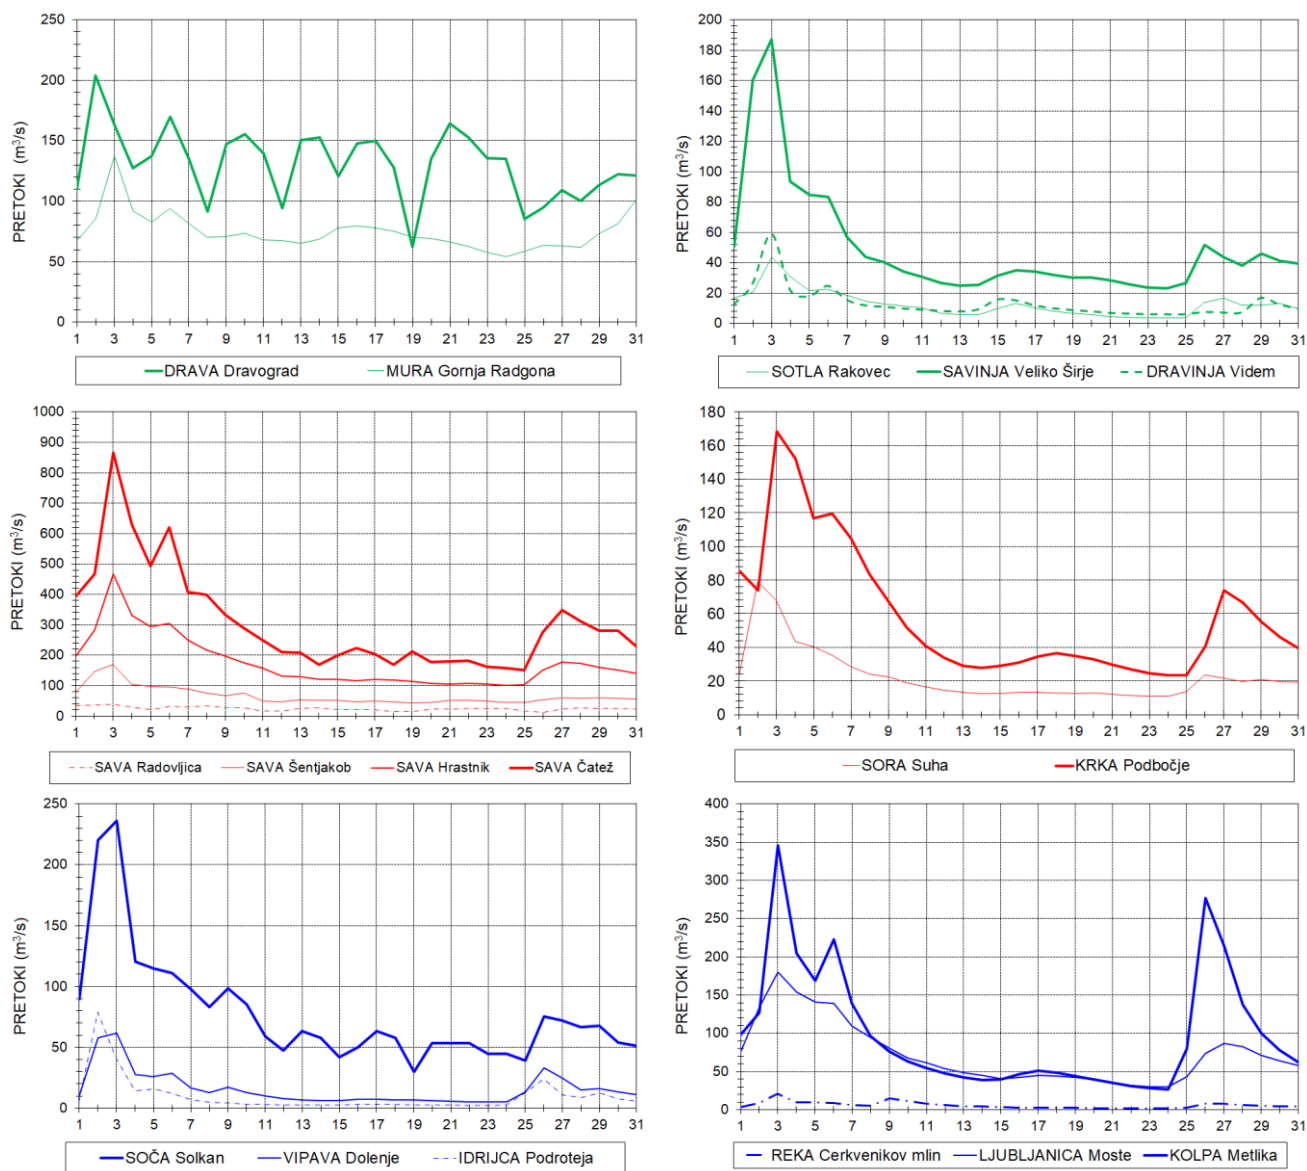 PRETOKI (m³/s)
250
200
150
100
50
0
1 3 5 7 9 11 13 15 17 19 21 23 25 27 29 31
DRAVA Dravograd MURA Gornja Radgona
PRETOKI (m³/s)
200
180
160
140
120
100
80
60
40
20
0
1 3 5 7 9 11 13 15 17 19 21 23 25 27 29 31
SOTLA Rakovec SAVINJA Veliko Širje DRAVINJA Videm
PRETOKI (m³/s)
1000
900
800
700
600
500
400
300
200
100
0
1 3 5 7 9 11 13 15 17 19 21 23 25 27 29 31
SAVA Radovljica SAVA Šentjakob SAVA Hrastnik SAVA Čatež
PRETOKI (m³/s)
180
160
140
120
100
80
60
40
20
0
1 3 5 7 9 11 13 15 17 19 21 23 25 27 29 31
SORA Suha KRKA Podbočje
PRETOKI (m³/s)
250
200
150
100
50
0
1 3 5 7 9 11 13 15 17 19 21 23 25 27 29 31
SOČA Solkan VIPAVA Dolenje IDRIJCA Podroteja
PRETOKI (m³/s)
400
350
300
250
200
150
100
50
0
1 3 5 7 9 11 13 15 17 19 21 23 25 27 29 31
REKA Cerkvenikov mlin LJUBLJANICA Moste KOLPA Metlika